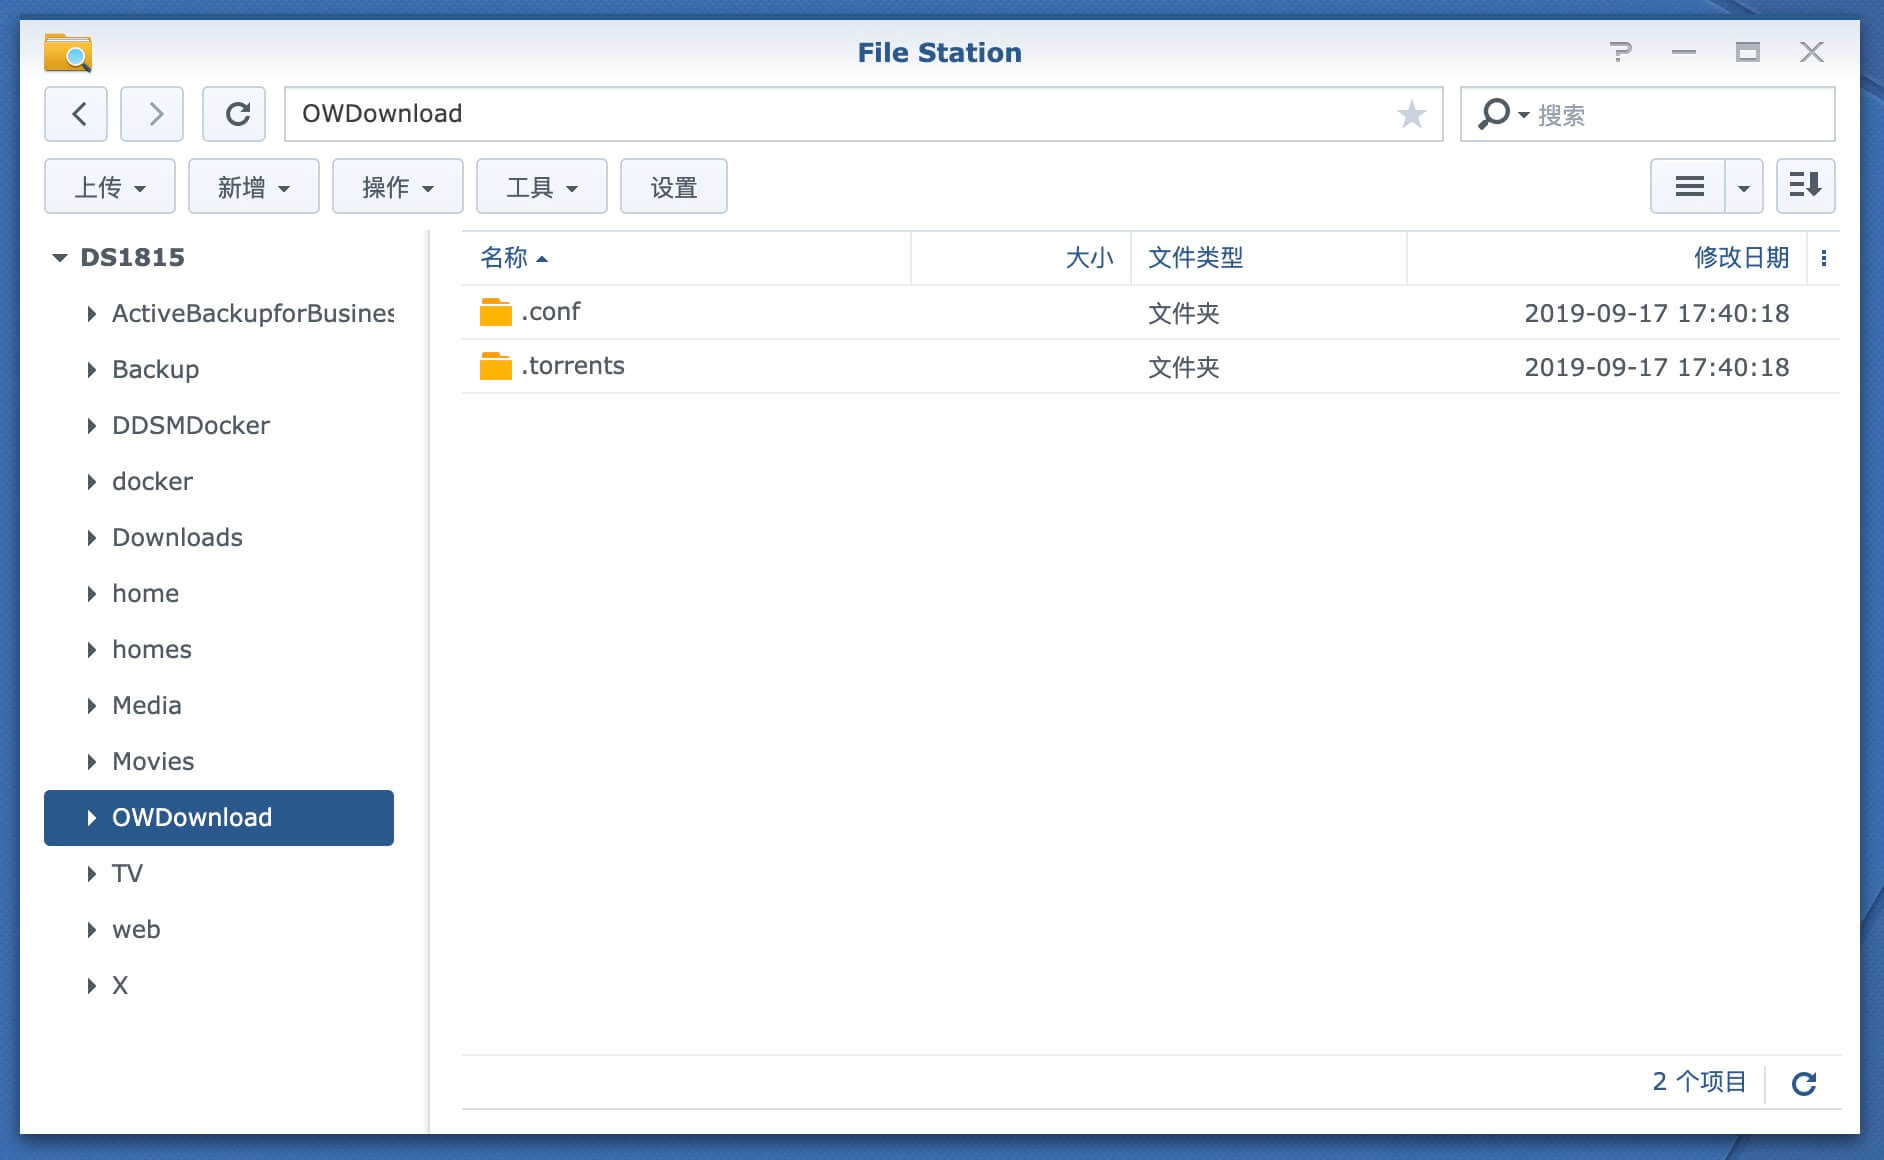 File Station
OWDownload
搜索
上传 新增 操作 工具 设置
DS1815
ActiveBackupforBusines
Backup
DDSMDocker
docker
Downloads
home
homes
Media
Movies
OWDownload
TV
web
X
名称 大小 文件类型 修改日期
.conf 文件夹 2019-09-17 17:40:18
.torrents 文件夹 2019-09-17 17:40:18
2 个项目